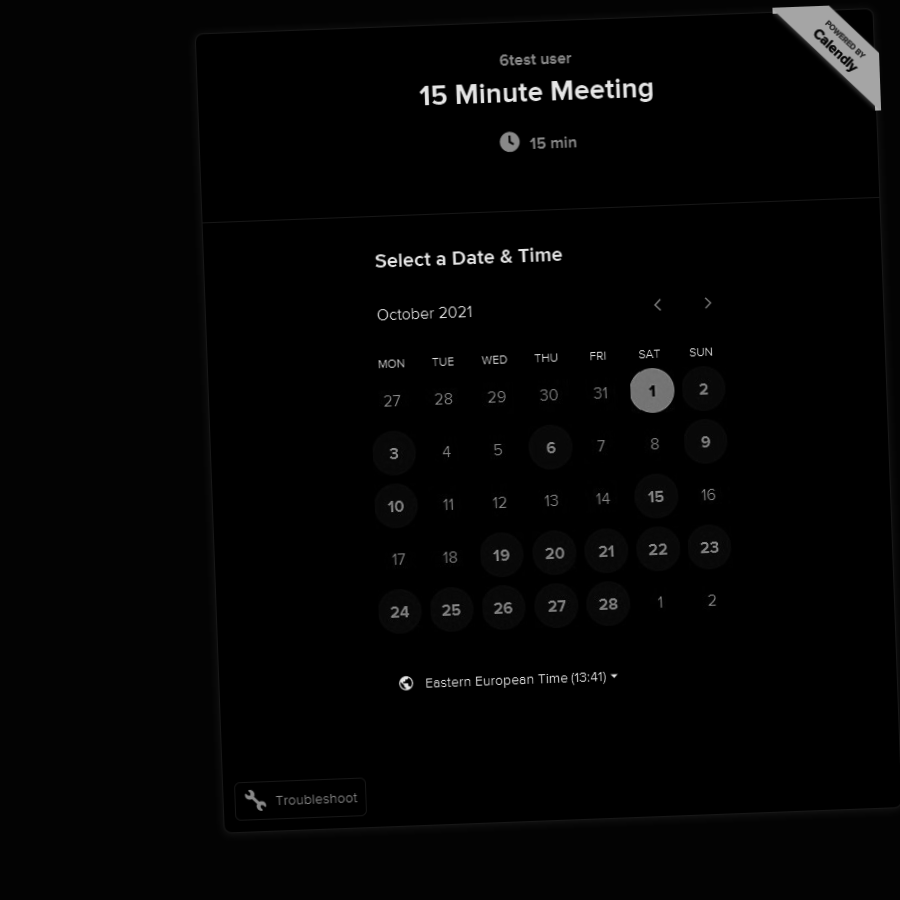 POWERED BY
Calendly
6test user
15 Minute Meeting
15 min
Select a Date & Time
October 2021
MON TUE WED THU FRI SAT SUN
27 28 29 30 31 1 2
3 4 5 6 7 8 9
10 11 12 13 14 15 16
17 18 19 20 21 22 23
24 25 26 27 28 1 2
Eastern European Time (13:41)
Troubleshoot